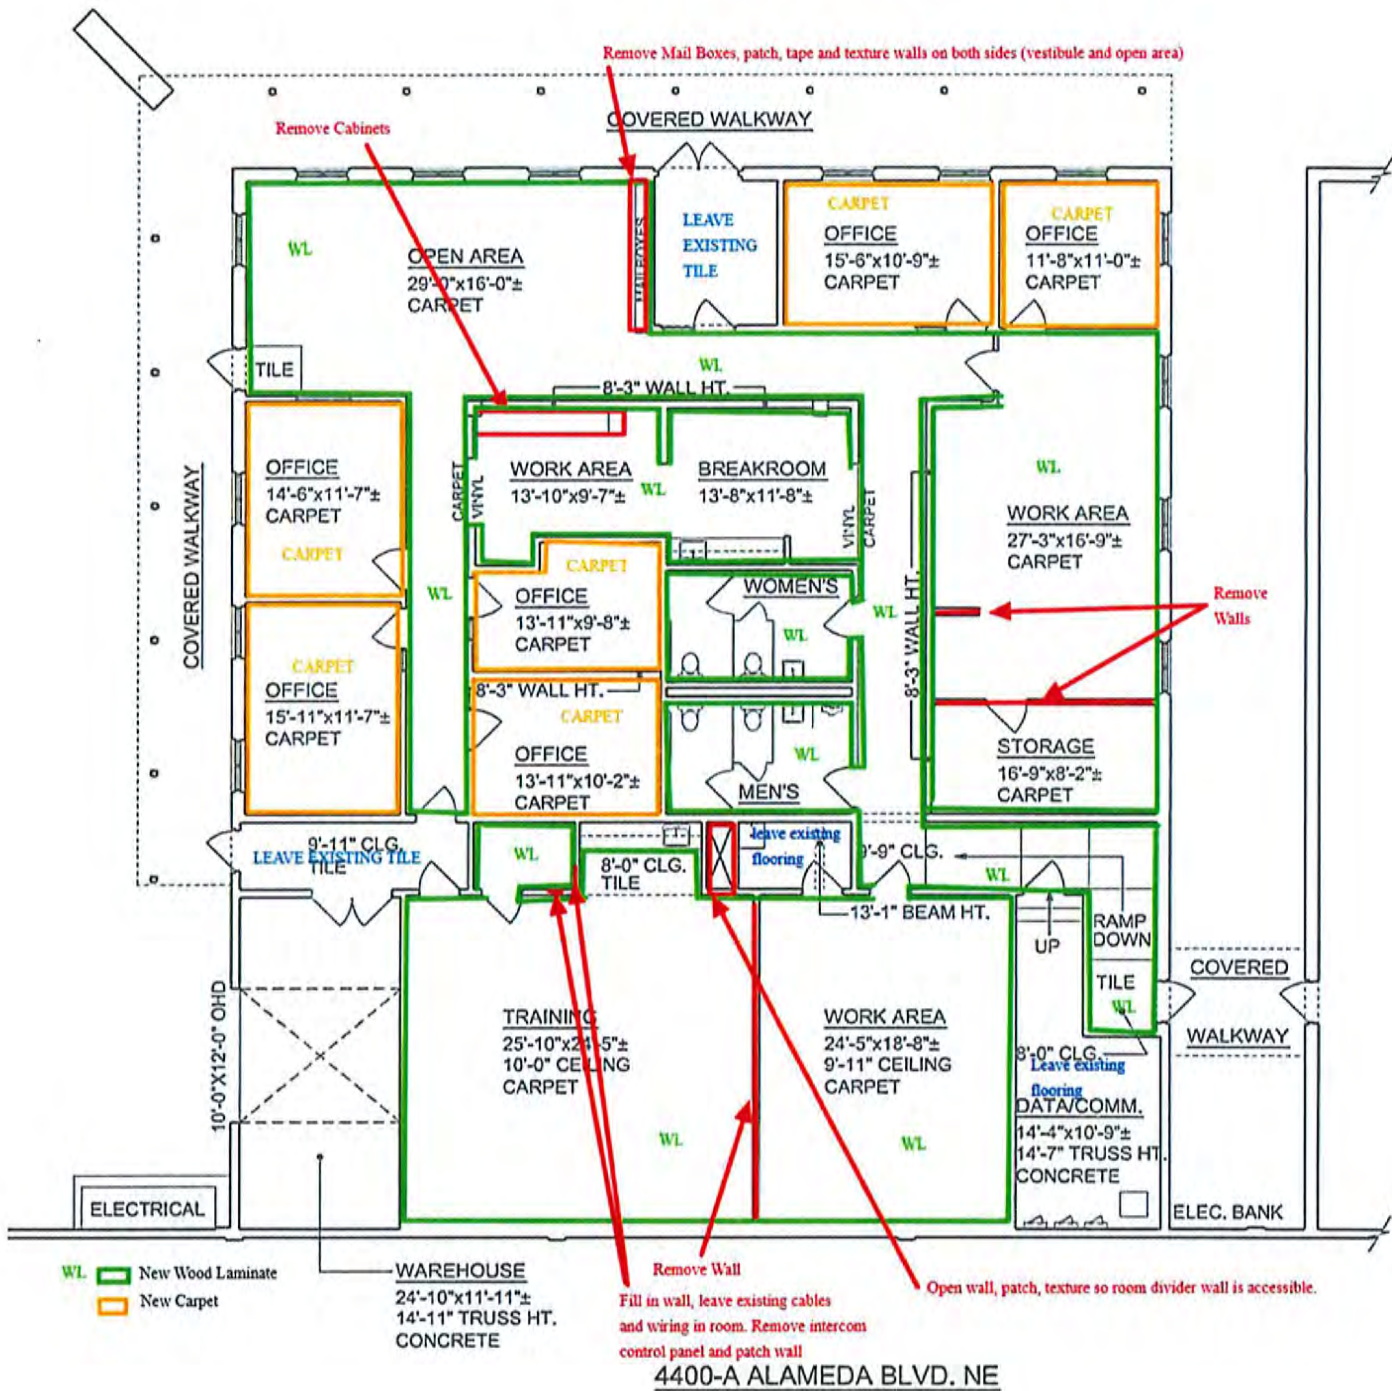 Remove Mail Boxes, patch, tape and texture walls on both sides (vestibule and open area)
COVERED WALKWAY
Remove Cabinets
WL
OPEN AREA
29'-0"x16'-0"±
CARPET
MAILBOXES
LEAVE
EXISTING
TILE
CARPET
OFFICE
15'-6"x10'-9"±
CARPET
CARPET
OFFICE
11'-8"x11'-0"±
CARPET
TILE
WL
8'-3" WALL HT.
COVERED WALKWAY
OFFICE
14'-6"x11'-7"±
CARPET
CARPET
CARPET
VINYL
WORK AREA
13'-10"x9'-7"±
WL
BREAKROOM
13'-8"x11'-8"±
VINYL
CARPET
WL
WORK AREA
27'-3"x16'-9"±
CARPET
8'-3" WALL HT.
Remove
Walls
WL
CARPET
OFFICE
13'-11"x9'-8"±
CARPET
WOMEN'S
WL
WL
CARPET
OFFICE
15'-11"x11'-7"±
CARPET
8'-3" WALL HT.
CARPET
OFFICE
13'-11"x10'-2"±
CARPET
WL
MEN'S
STORAGE
16'-9"x8'-2"±
CARPET
9'-11" CLG.
LEAVE EXISTING TILE
TILE
WL
8'-0" CLG.
TILE
leave existing
flooring
9'-9" CLG.
WL
13'-1" BEAM HT.
UP
RAMP
DOWN
TILE
WL
COVERED
WALKWAY
10'-0"X12'-0" OHD
TRAINING
25'-10"x24'-5"±
10'-0" CEILING
CARPET
WL
WORK AREA
24'-5"x18'-8"±
9'-11" CEILING
CARPET
WL
8'-0" CLG.
Leave existing
flooring
DATA/COMM.
14'-4"x10'-9"±
14'-7" TRUSS HT.
CONCRETE
ELECTRICAL
ELEC. BANK
WL New Wood Laminate
New Carpet
WAREHOUSE
24'-10"x11'-11"±
14'-11" TRUSS HT.
CONCRETE
Remove Wall
Fill in wall, leave existing cables
and wiring in room. Remove intercom
control panel and patch wall
Open wall, patch, texture so room divider wall is accessible.
4400-A ALAMEDA BLVD. NE